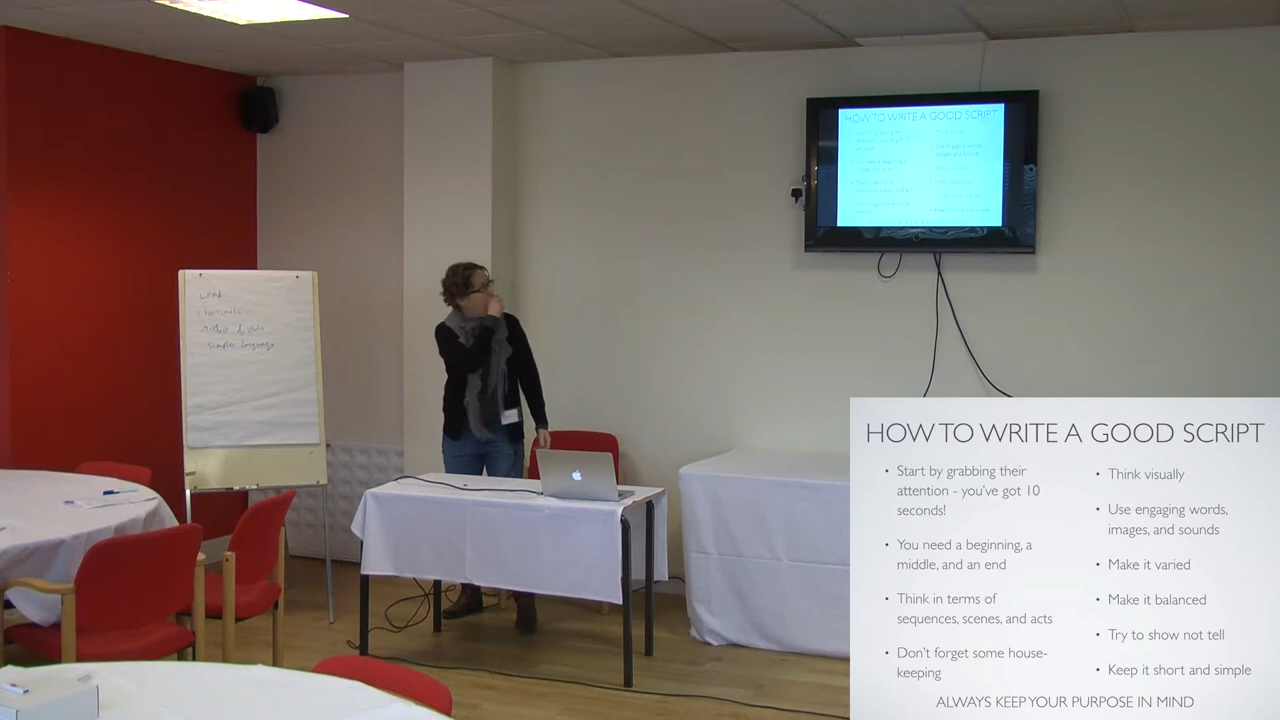 HOW TO WRITE A GOOD SCRIPT
simpler language
HOW TO WRITE A GOOD SCRIPT
• Start by grabbing their
attention - you've got 10
seconds!
• You need a beginning, a
middle, and an end
• Think in terms of
sequences, scenes, and acts
• Don't forget some house-
keeping
• Think visually
• Use engaging words,
images, and sounds
• Make it varied
• Make it balanced
• Try to show not tell
• Keep it short and simple
ALWAYS KEEP YOUR PURPOSE IN MIND